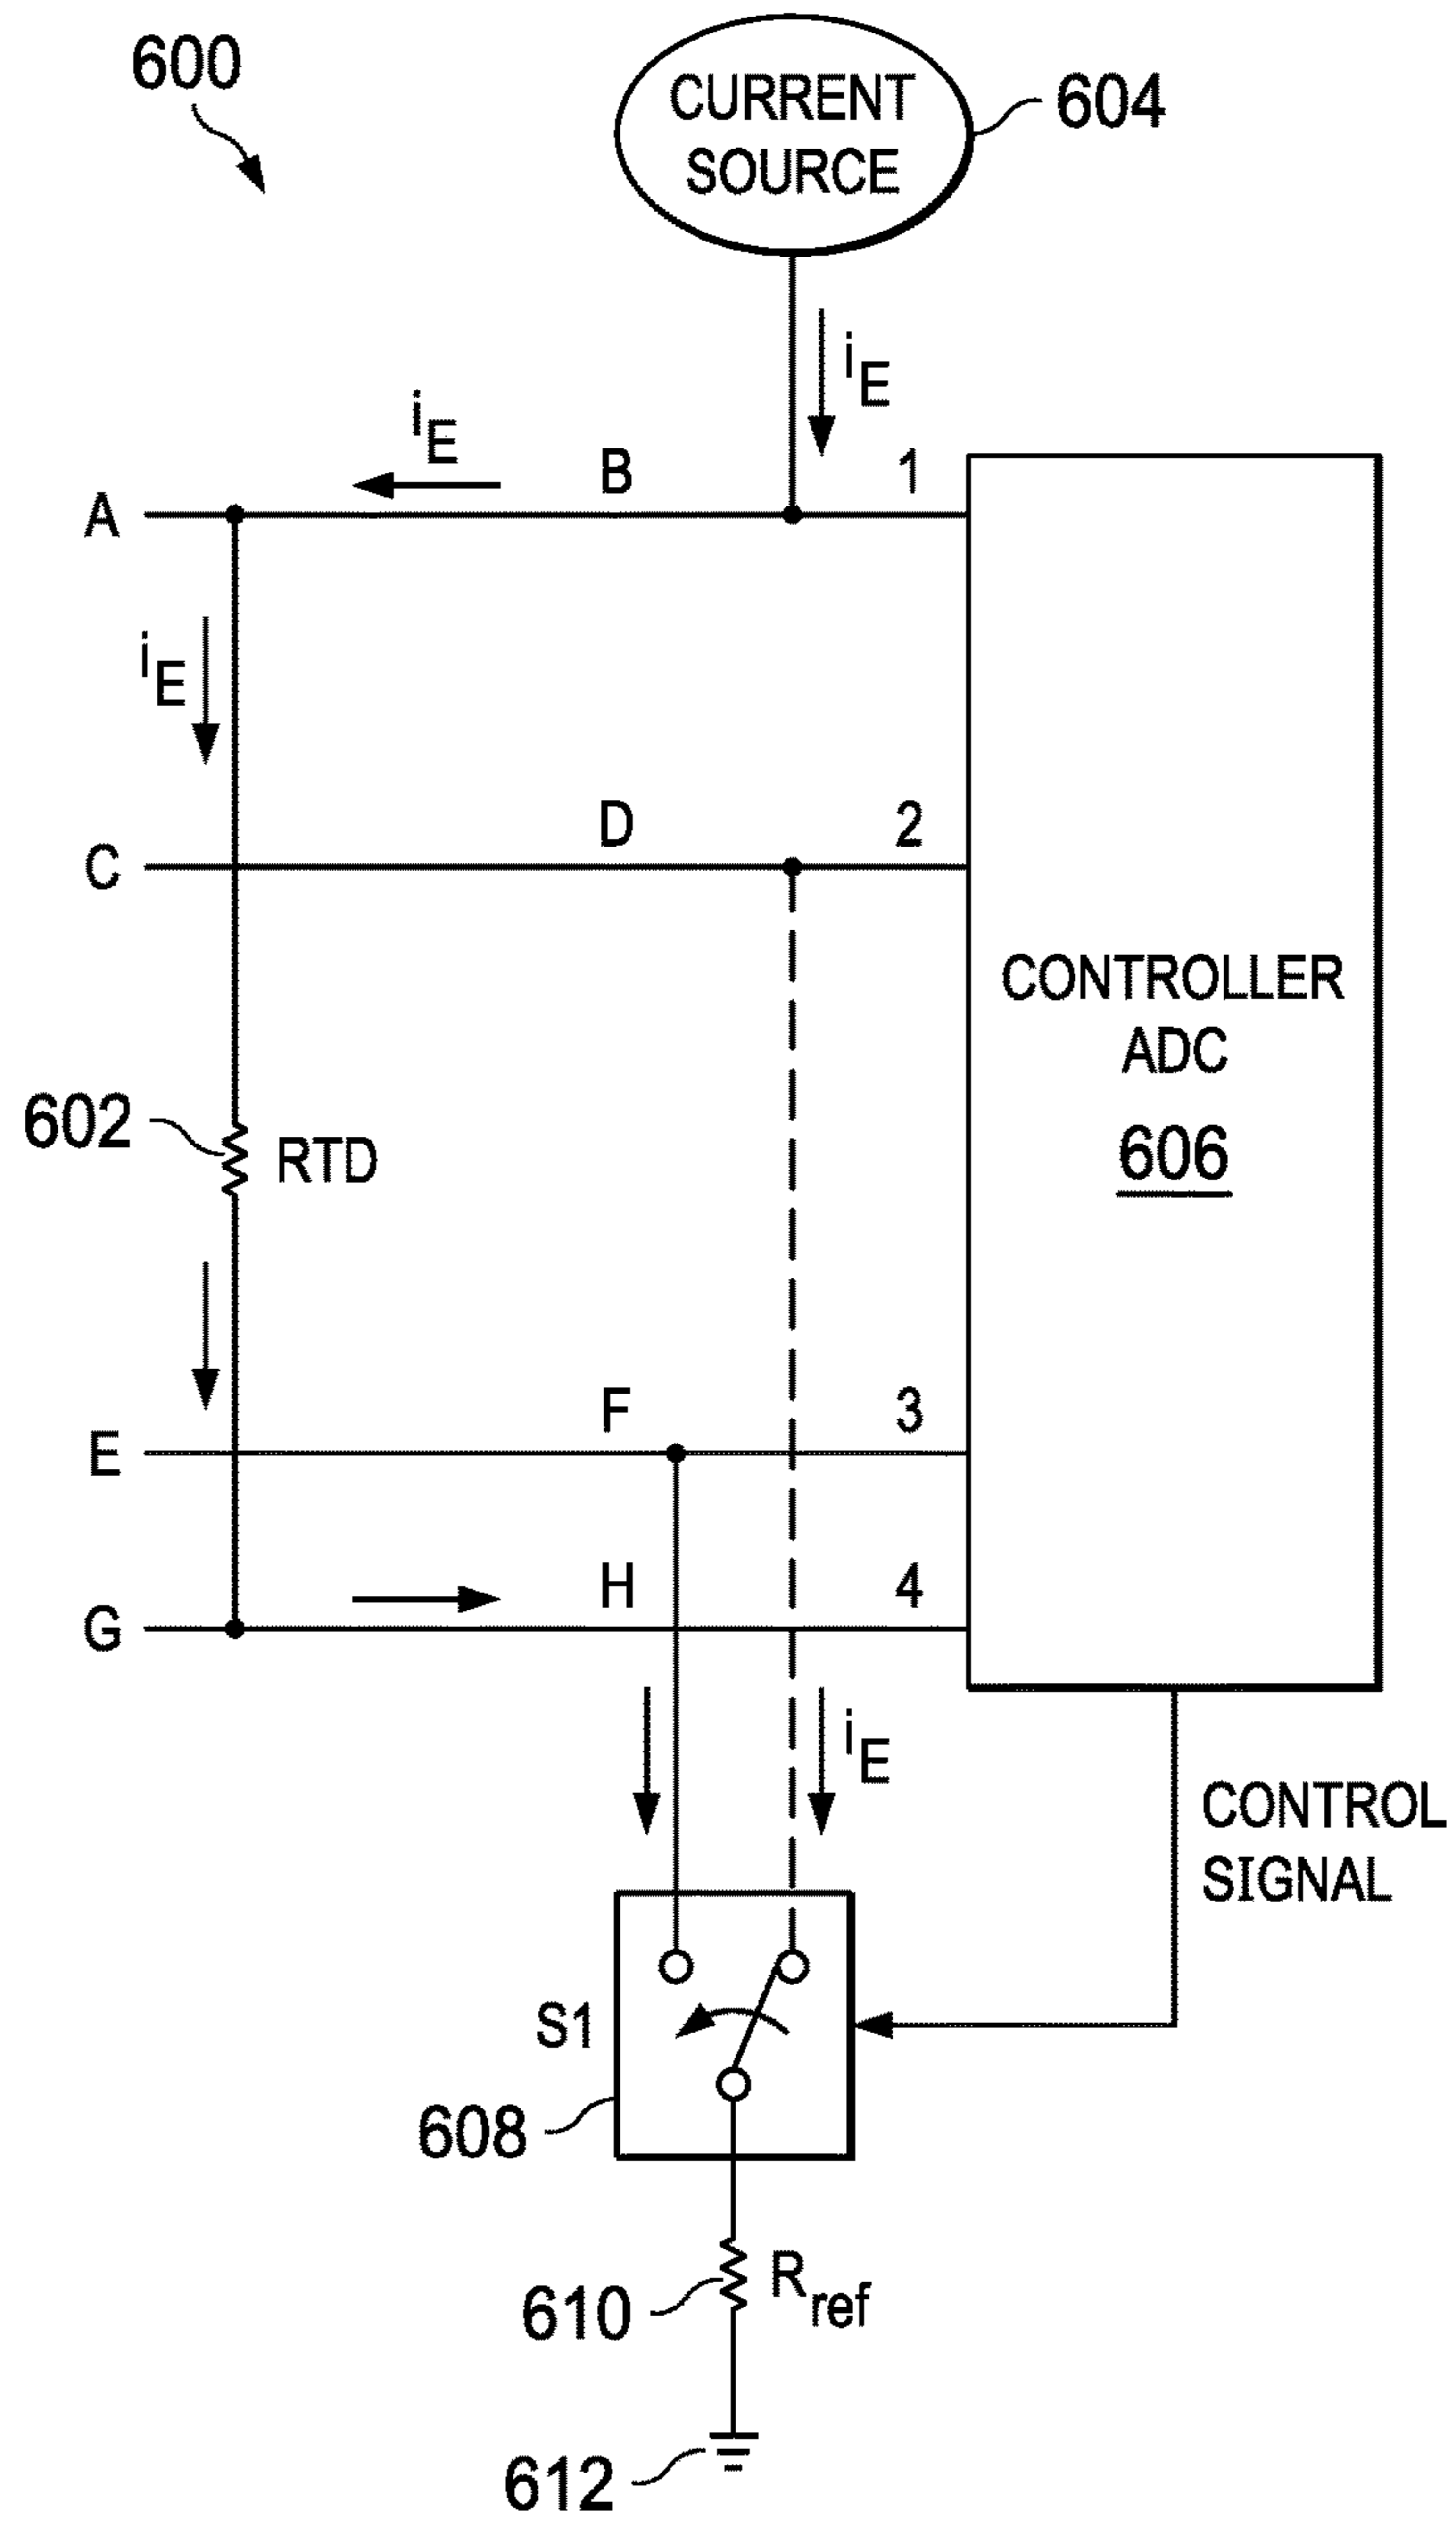 600
CURRENT
SOURCE
604
iE
iE
A
B
1
iE
C
D
2
CONTROLLER
ADC
606
602
RTD
E
F
3
G
H
4
iE
CONTROL
SIGNAL
S1
608
Rref
610
612